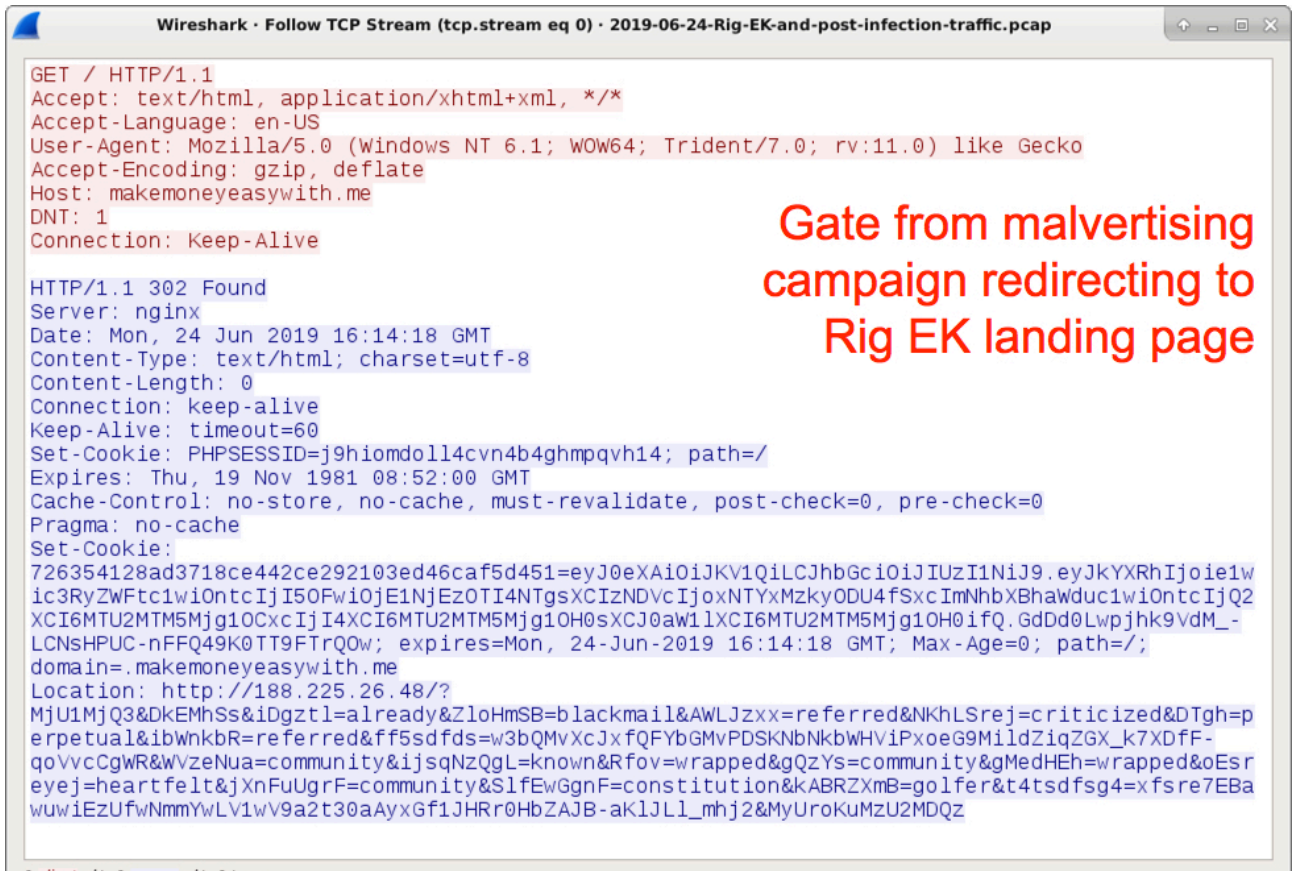 Wireshark · Follow TCP Stream (tcp.stream eq 0) · 2019-06-24-Rig-EK-and-post-infection-traffic.pcap
GET / HTTP/1.1
Accept: text/html, application/xhtml+xml, */*
Accept-Language: en-US
User-Agent: Mozilla/5.0 (Windows NT 6.1; WOW64; Trident/7.0; rv:11.0) like Gecko
Accept-Encoding: gzip, deflate
Host: makemoneyeasywith.me
DNT: 1
Connection: Keep-Alive
Gate from malvertising
campaign redirecting to
Rig EK landing page
HTTP/1.1 302 Found
Server: nginx
Date: Mon, 24 Jun 2019 16:14:18 GMT
Content-Type: text/html; charset=utf-8
Content-Length: 0
Connection: keep-alive
Keep-Alive: timeout=60
Set-Cookie: PHPSESSID=j9hiomdoll4cvn4b4ghmpqvh14; path=/
Expires: Thu, 19 Nov 1981 08:52:00 GMT
Cache-Control: no-store, no-cache, must-revalidate, post-check=0, pre-check=0
Pragma: no-cache
Set-Cookie:
726354128ad3718ce442ce292103ed46caf5d451=eyJ0eXAiOiJKV1QiLCJhbGciOiJIUzI1NiJ9.eyJkYXRhIjoie1w
ic3RyZWFtc1wiOntcIjI5OFwiOjE1NjEzOTI4NTgsXCIzNDVcIjoxNTYxMzkyODU4fSxcImNhbXBhaWduc1wiOntcIjQ2
XCI6MTU2MTM5Mjg1OCxcIjI4XCI6MTU2MTM5Mjg1OH0sXCJ0aW1lXCI6MTU2MTM5Mjg1OH0ifQ.GdDd0Lwpjhk9VdM_-
LCNsHPUC-nFFQ49K0TT9FTrQOw; expires=Mon, 24-Jun-2019 16:14:18 GMT; Max-Age=0; path=/;
domain=.makemoneyeasywith.me
Location: http://188.225.26.48/?
MjU1MjQ3&DkEMhSs&iDgztl=already&ZloHmSB=blackmail&AWLJzxx=referred&NKhLSrej=criticized&DTgh=p
erpetual&ibWnkbR=referred&ff5sdfds=w3bQMvXcJxfQFYbGMvPDSKNbNkbWHViPxoeG9MildZiqZGX_k7XDfF-
qoVvcCgWR&WVzeNua=community&ijsqNzQgL=known&Rfov=wrapped&gQzYs=community&gMedHEh=wrapped&oEsr
eyej=heartfelt&jXnFuUgrF=community&SlfEwGgnF=constitution&kABRZXmB=golfer&t4tsdfsg4=xfsre7EBa
wuwiEzUfwNmmYwLV1wV9a2t30aAyxGf1JHRr0HbZAJB-aKlJLl_mhj2&MyUroKuMzU2MDQz